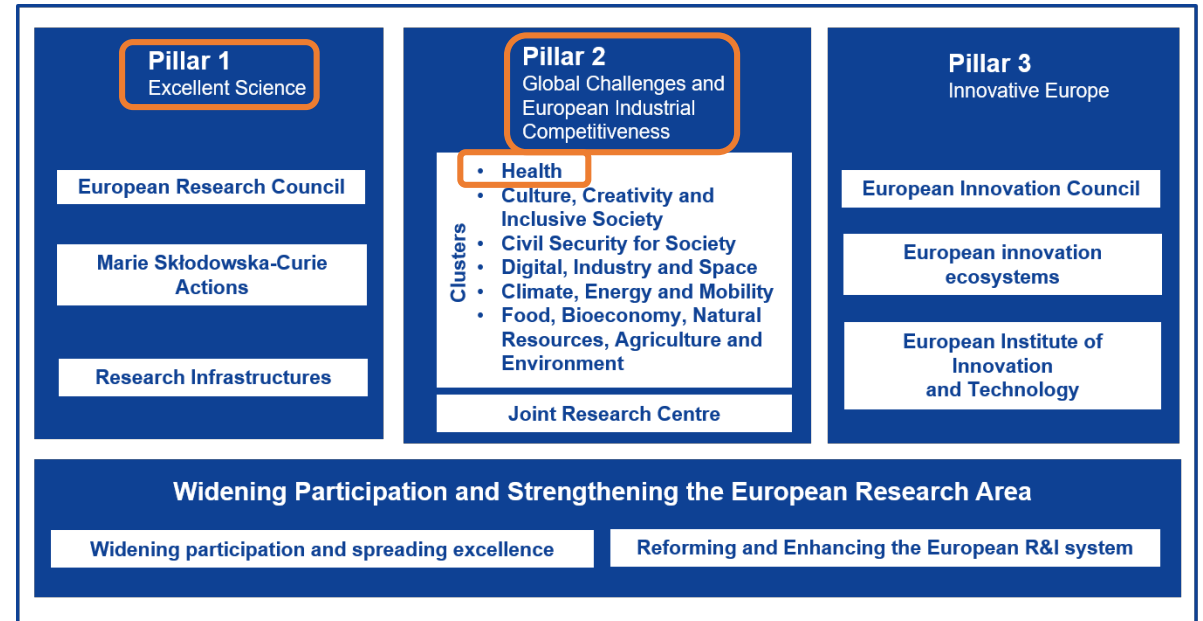 Pillar 1
Excellent Science
European Research Council
Marie Skłodowska-Curie
Actions
Research Infrastructures
Pillar 2
Global Challenges and
European Industrial
Competitiveness
Clusters
• Health
• Culture, Creativity and
Inclusive Society
• Civil Security for Society
• Digital, Industry and Space
• Climate, Energy and Mobility
• Food, Bioeconomy, Natural
Resources, Agriculture and
Environment
Joint Research Centre
Pillar 3
Innovative Europe
European Innovation Council
European innovation
ecosystems
European Institute of
Innovation
and Technology
Widening Participation and Strengthening the European Research Area
Widening participation and spreading excellence
Reforming and Enhancing the European R&I system